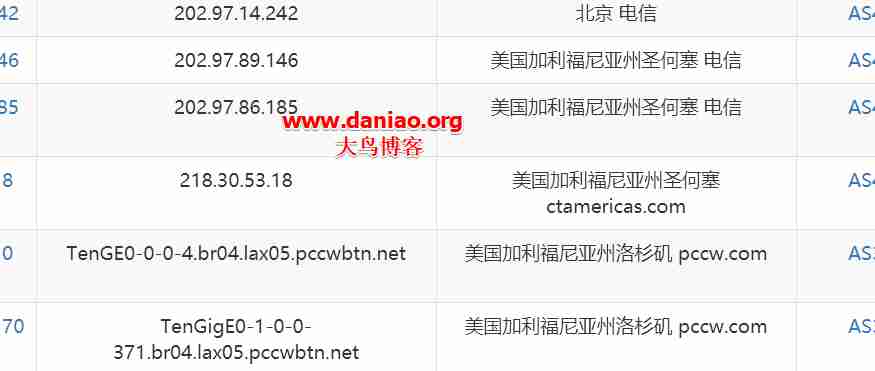 42 202.97.14.242 北京 电信 AS4
46 202.97.89.146 美国加利福尼亚州圣何塞 电信 AS4
85 202.97.86.185 美国加利福尼亚州圣何塞 电信 AS4
www.daniao.org
大鸟博客
8 218.30.53.18 美国加利福尼亚州圣何塞 AS4
ctamericas.com
0 TenGE0-0-0-4.br04.lax05.pccwbtn.net 美国加利福尼亚州洛杉矶 pccw.com AS3
70 TenGigE0-1-0-0- 美国加利福尼亚州洛杉矶 pccw.com AS3
371.br04.lax05.pccwbtn.net